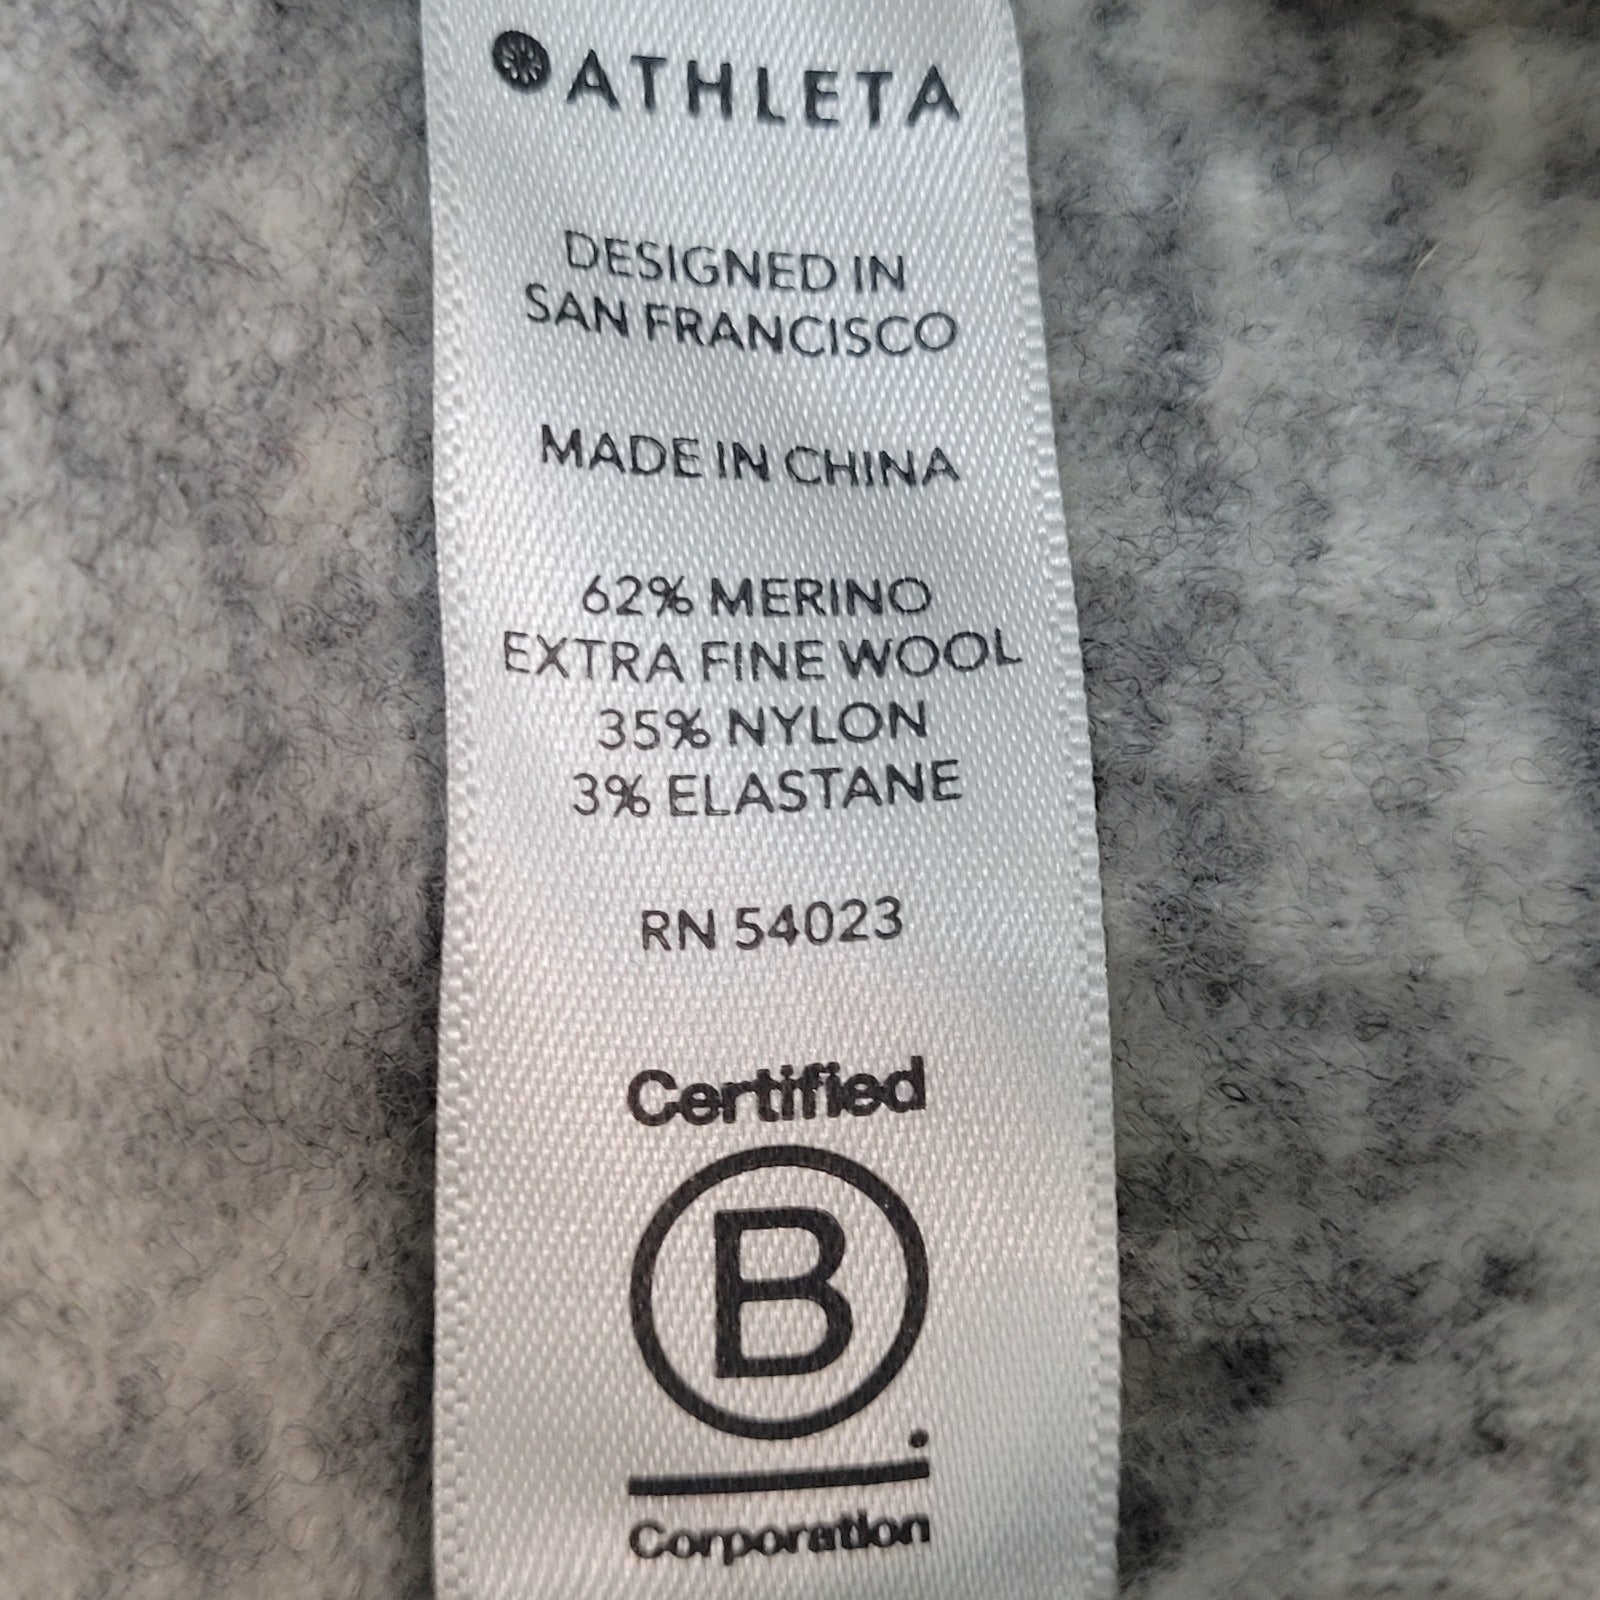 ATHLETA
DESIGNED IN
SAN FRANCISCO
MADE IN CHINA
62% MERINO
EXTRA FINE WOOL
35% NYLON
3% ELASTANE
RN 54023
Certified
B
Corporation